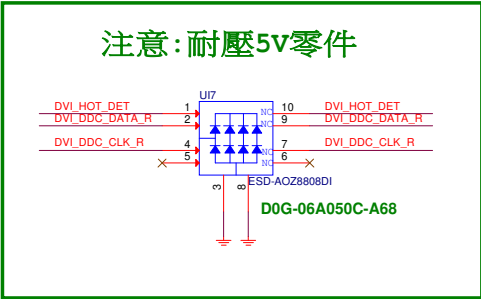 注意:耐壓5V零件
UI7
DVI_HOT_DET 1 NC 10 DVI_HOT_DET
DVI_DDC_DATA_R 2 9 DVI_DDC_DATA_R
DVI_DDC_CLK_R 4 NC 7 DVI_DDC_CLK_R
5 NC 6
3 8 ESD-AOZ8808DI
D0G-06A050C-A68